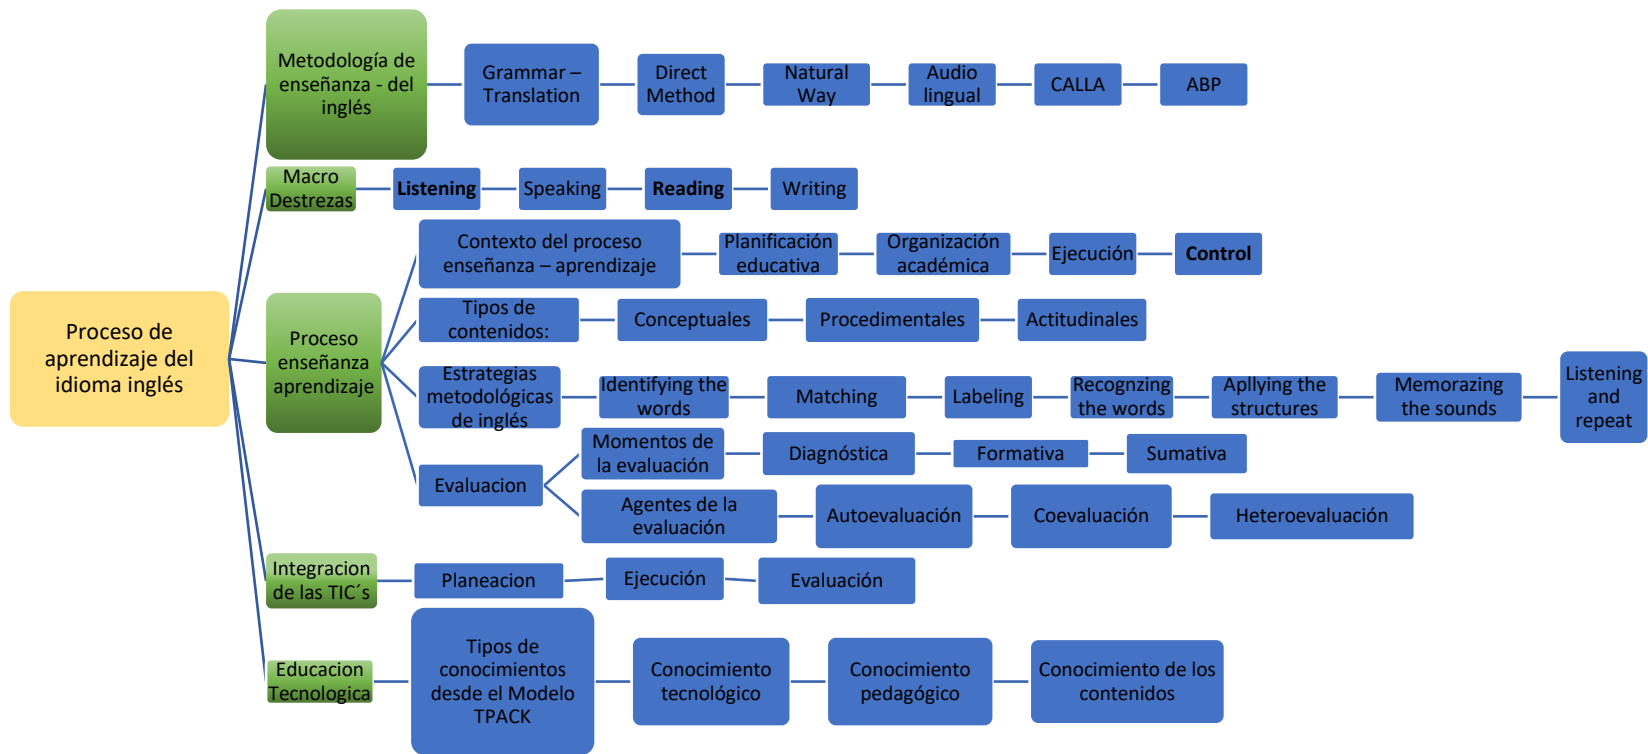 Proceso de
aprendizaje del
idioma inglés
Metodología de
enseñanza - del
inglés
Grammar –
Translation
Direct
Method
Natural
Way
Audio
lingual
CALLA
ABP
Macro
Destrezas
Listening
Speaking
Reading
Writing
Proceso
enseñanza
aprendizaje
Contexto del proceso
enseñanza – aprendizaje
Planificación
educativa
Organización
académica
Ejecución
Control
Tipos de
contenidos:
Conceptuales
Procedimentales
Actitudinales
Estrategias
metodológicas
de inglés
Identifying the
words
Matching
Labeling
Recognzing
the words
Apllying the
structures
Memorazing
the sounds
Listening
and
repeat
Evaluacion
Momentos de
la evaluación
Diagnóstica
Formativa
Sumativa
Agentes de la
evaluación
Autoevaluación
Coevaluación
Heteroevaluación
Integracion
de las TIC´s
Planeacion
Ejecución
Evaluación
Educacion
Tecnologica
Tipos de
conocimientos
desde el Modelo
TPACK
Conocimiento
tecnológico
Conocimiento
pedagógico
Conocimiento de los
contenidos